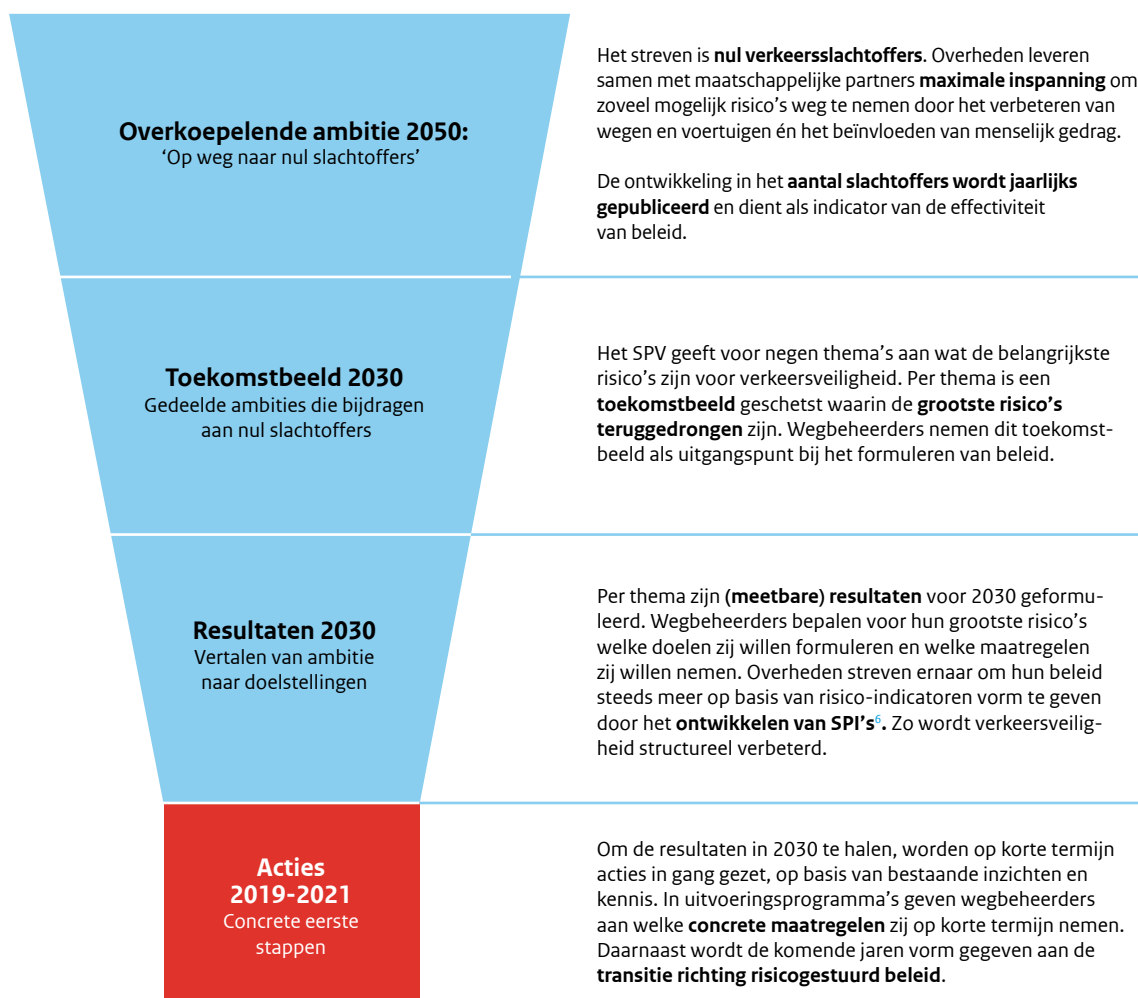 Overkoepelende ambitie 2050:
‘Op weg naar nul slachtoffers’
Het streven is nul verkeersslachtoffers. Overheden leveren
samen met maatschappelijke partners maximale inspanning om
zoveel mogelijk risico’s weg te nemen door het verbeteren van
wegen en voertuigen én het beïnvloeden van menselijk gedrag.
De ontwikkeling in het aantal slachtoffers wordt jaarlijks
gepubliceerd en dient als indicator van de effectiviteit
van beleid.
Toekomstbeeld 2030
Gedeelde ambities die bijdragen
aan nul slachtoffers
Het SPV geeft voor negen thema’s aan wat de belangrijkste
risico’s zijn voor verkeersveiligheid. Per thema is een
toekomstbeeld geschetst waarin de grootste risico’s
teruggedrongen zijn. Wegbeheerders nemen dit toekomst-
beeld als uitgangspunt bij het formuleren van beleid.
Resultaten 2030
Vertalen van ambitie
naar doelstellingen
Per thema zijn (meetbare) resultaten voor 2030 geformu-
leerd. Wegbeheerders bepalen voor hun grootste risico’s
welke doelen zij willen formuleren en welke maatregelen
zij willen nemen. Overheden streven ernaar om hun beleid
steeds meer op basis van risico-indicatoren vorm te geven
door het ontwikkelen van SPI’s⁶. Zo wordt verkeersveilig-
heid structureel verbeterd.
Acties
2019-2021
Concrete eerste
stappen
Om de resultaten in 2030 te halen, worden op korte termijn
acties in gang gezet, op basis van bestaande inzichten en
kennis. In uitvoeringsprogramma’s geven wegbeheerders
aan welke concrete maatregelen zij op korte termijn nemen.
Daarnaast wordt de komende jaren vorm gegeven aan de
transitie richting risicogestuurd beleid.